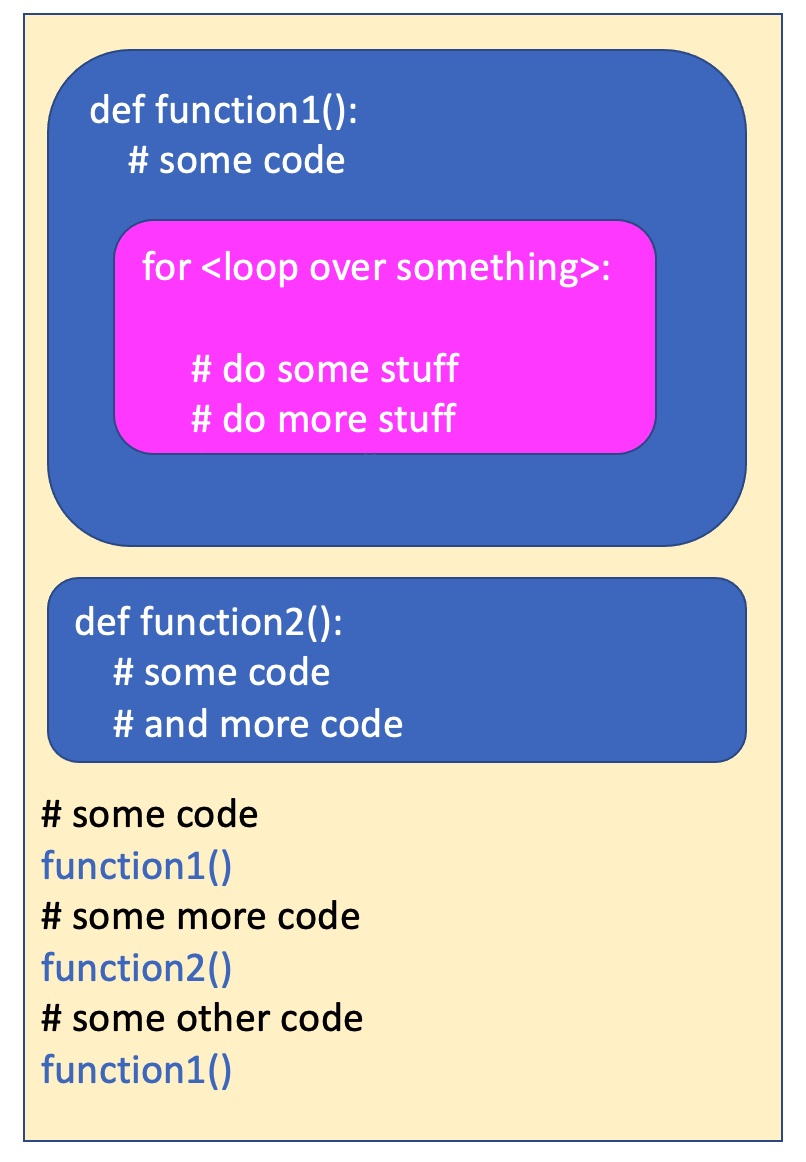 def function1():
# some code
for <loop over something>:
# do some stuff
# do more stuff
def function2():
# some code
# and more code
# some code
function1()
# some more code
function2()
# some other code
function1()